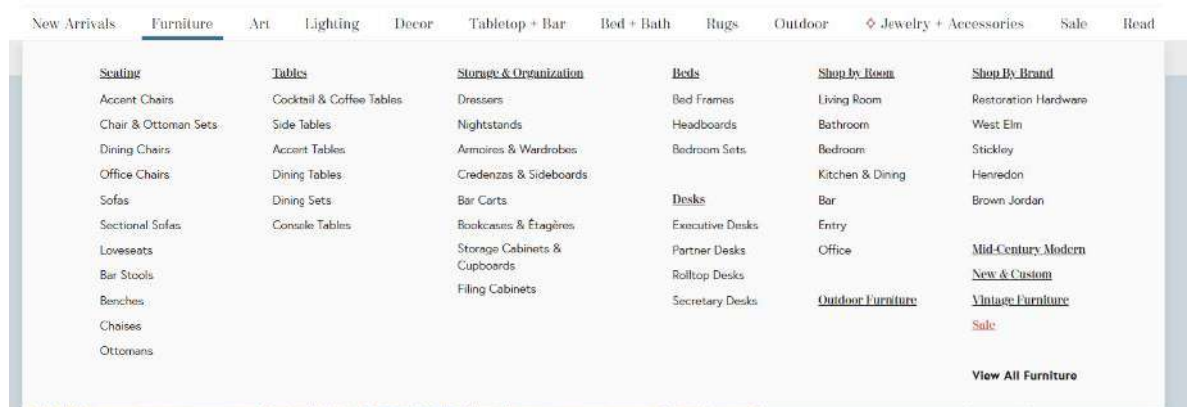 New Arrivals Furniture Art Lighting Decor Tabletop + Bar Bed + Bath Rugs Outdoor Jewelry + Accessories Sale Read
Seating
Accent Chairs
Chair & Ottoman Sets
Dining Chairs
Office Chairs
Sofas
Sectional Sofas
Loveseats
Bar Stools
Benches
Chaises
Ottomans
Tables
Cocktail & Coffee Tables
Side Tables
Accent Tables
Dining Tables
Dining Sets
Console Tables
Storage & Organization
Dressers
Nightstands
Armoires & Wardrobes
Credenzas & Sideboards
Bar Carts
Bookcases & Étagères
Storage Cabinets &
Cupboards
Filing Cabinets
Beds
Bed Frames
Headboards
Bedroom Sets
Desks
Executive Desks
Partner Desks
Rolltop Desks
Secretary Desks
Shop by Room
Living Room
Bathroom
Bedroom
Kitchen & Dining
Bar
Entry
Office
Outdoor Furniture
Shop By Brand
Restoration Hardware
West Elm
Stickley
Henredon
Brown Jordan
Mid-Century Modern
New & Custom
Vintage Furniture
Sale
View All Furniture